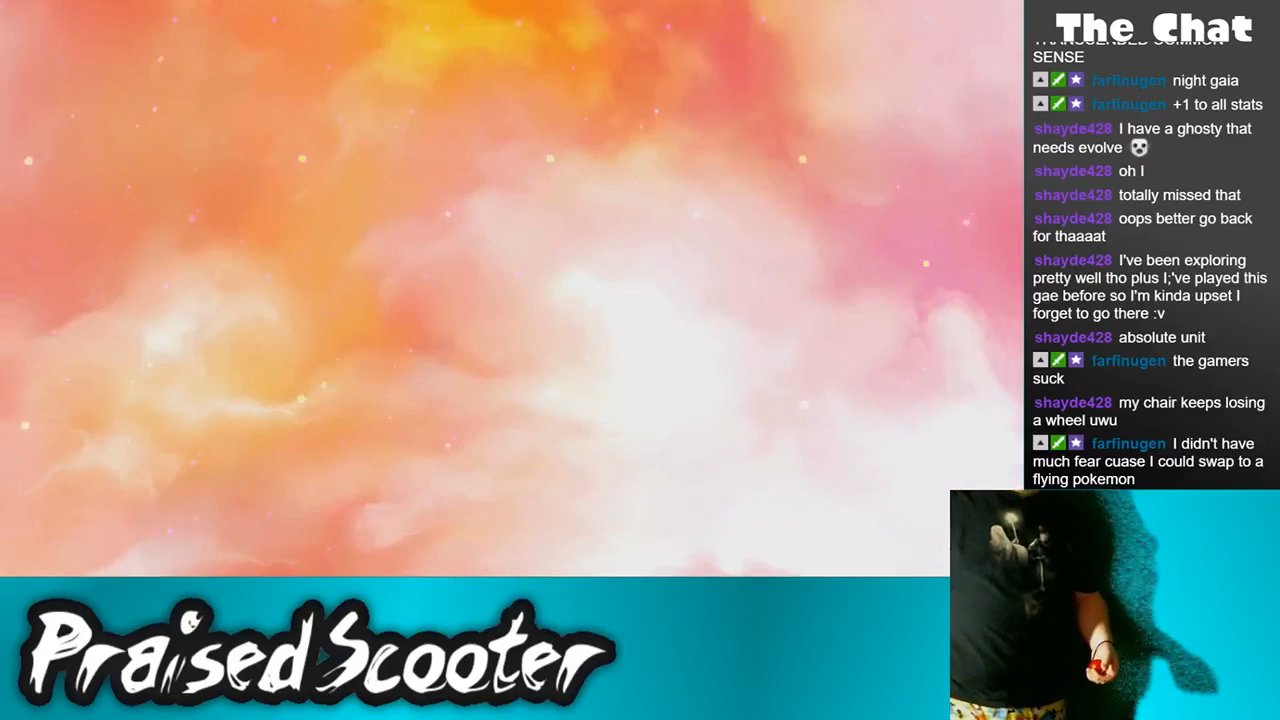 The Chat
TRANSCENDED COMMON
SENSE
farfinugen night gaia
farfinugen +1 to all stats
shayde428 I have a ghosty that
needs evolve
shayde428 oh I
shayde428 totally missed that
shayde428 oops better go back
for thaaaat
shayde428 I've been exploring
pretty well tho plus I;'ve played this
gae before so I'm kinda upset I
forget to go there :v
shayde428 absolute unit
farfinugen the gamers
suck
shayde428 my chair keeps losing
a wheel uwu
farfinugen I didn't have
much fear cuase I could swap to a
flying pokemon
PraisedScooter